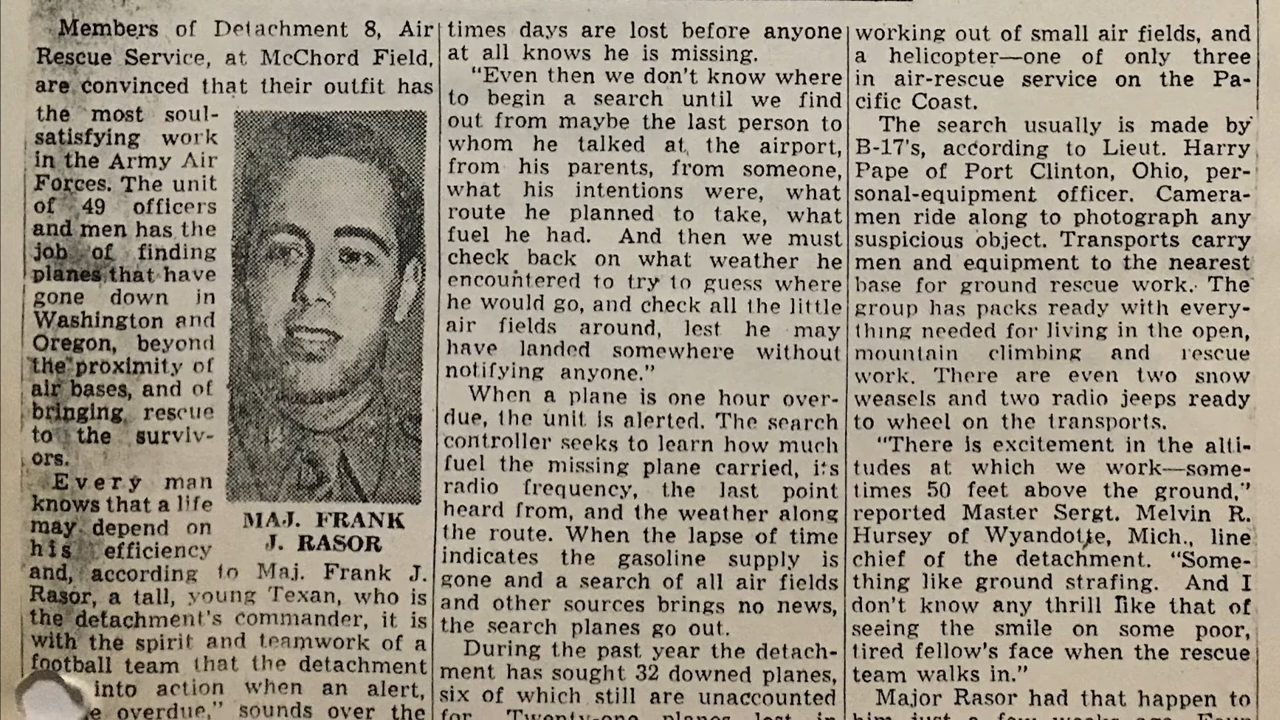 Members of Detachment 8, Air
Rescue Service, at McChord Field,
are convinced that their outfit has
the most soul-
satisfying work
in the Army Air
Forces. The unit
of 49 officers
and men has the
job of finding
planes that have
gone down in
Washington and
Oregon, beyond
the proximity of
air bases, and of
bringing rescue
to the surviv-
ors.
Every man
knows that a life
may depend on
his efficiency
and, according to Maj. Frank J.
Rasor, a tall, young Texan, who is
the detachment's commander, it is
with the spirit and teamwork of a
football team that the detachment
into action when an alert,
overdue," sounds over the
MAJ. FRANK
J. RASOR
times days are lost before anyone
at all knows he is missing.
"Even then we don't know where
to begin a search until we find
out from maybe the last person to
whom he talked at the airport,
from his parents, from someone,
what his intentions were, what
route he planned to take, what
fuel he had. And then we must
check back on what weather he
encountered to try to guess where
he would go, and check all the little
air fields around, lest he may
have landed somewhere without
notifying anyone."
When a plane is one hour over-
due, the unit is alerted. The search
controller seeks to learn how much
fuel the missing plane carried, its
radio frequency, the last point
heard from, and the weather along
the route. When the lapse of time
indicates the gasoline supply is
gone and a search of all air fields
and other sources brings no news,
the search planes go out.
During the past year the detach-
ment has sought 32 downed planes,
six of which still are unaccounted
for. Twenty-one planes lost in
working out of small air fields, and
a helicopter—one of only three
in air-rescue service on the Pa-
cific Coast.
The search usually is made by
B-17's, according to Lieut. Harry
Pape of Port Clinton, Ohio, per-
sonal-equipment officer. Camera-
men ride along to photograph any
suspicious object. Transports carry
men and equipment to the nearest
base for ground rescue work. The
group has packs ready with every-
thing needed for living in the open,
mountain climbing and rescue
work. There are even two snow
weasels and two radio jeeps ready
to wheel on the transports.
"There is excitement in the alti-
tudes at which we work—some-
times 50 feet above the ground,"
reported Master Sergt. Melvin R.
Hursey of Wyandotte, Mich., line
chief of the detachment. "Some-
thing like ground strafing. And I
don't know any thrill like that of
seeing the smile on some poor,
tired fellow's face when the rescue
team walks in."
Major Rasor had that happen to
him just a few weeks ago